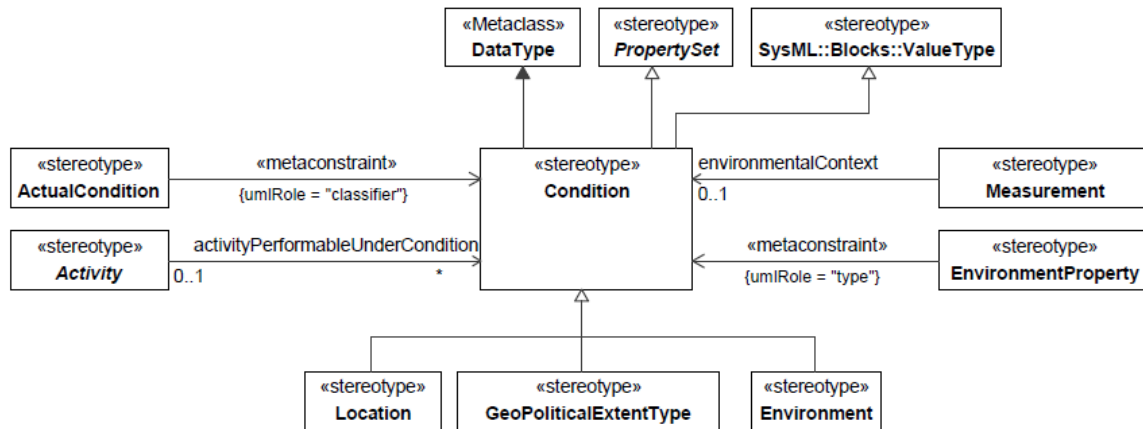 «Metaclass»
DataType
«stereotype»
PropertySet
«stereotype»
SysML::Blocks::ValueType
«stereotype»
ActualCondition
«metaconstraint»
{umlRole = "classifier"}
«stereotype»
Condition
environmentalContext
0..1
«stereotype»
Measurement
«stereotype»
Activity
activityPerformableUnderCondition
0..1
*
«metaconstraint»
{umlRole = "type"}
«stereotype»
EnvironmentProperty
«stereotype»
Location
«stereotype»
GeoPoliticalExtentType
«stereotype»
Environment